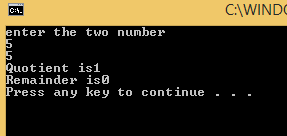 C:\WINDO
enter the two number
5
5
Quotient is1
Remainder is0
Press any key to continue . . .